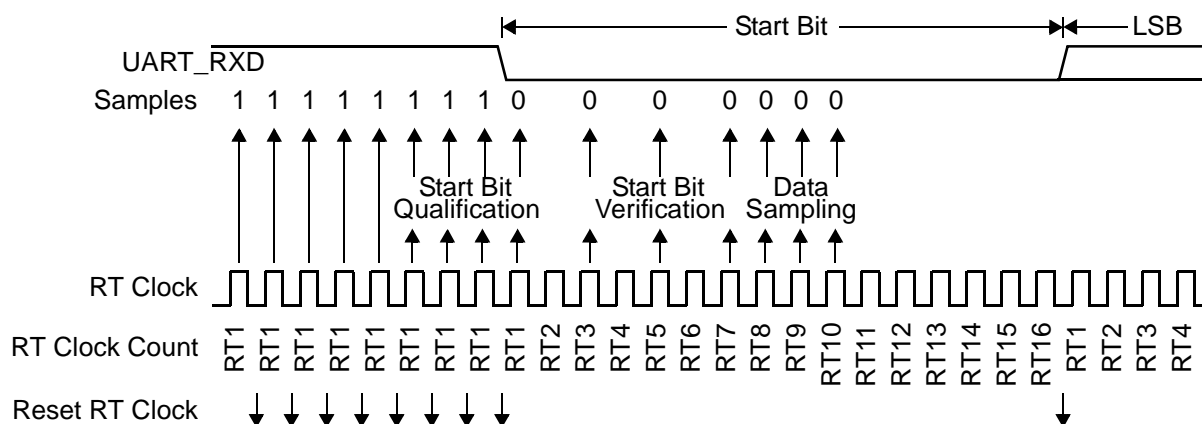 Start Bit
LSB
UART_RXD
Samples 1 1 1 1 1 1 1 1 0 0 0 0 0 0 0
Start Bit
Qualification
Start Bit
Verification
Data
Sampling
RT Clock
RT Clock Count RT1 RT1 RT1 RT1 RT1 RT1 RT1 RT1 RT1 RT2 RT3 RT4 RT5 RT6 RT7 RT8 RT9 RT10 RT11 RT12 RT13 RT14 RT15 RT16 RT1 RT2 RT3 RT4
Reset RT Clock